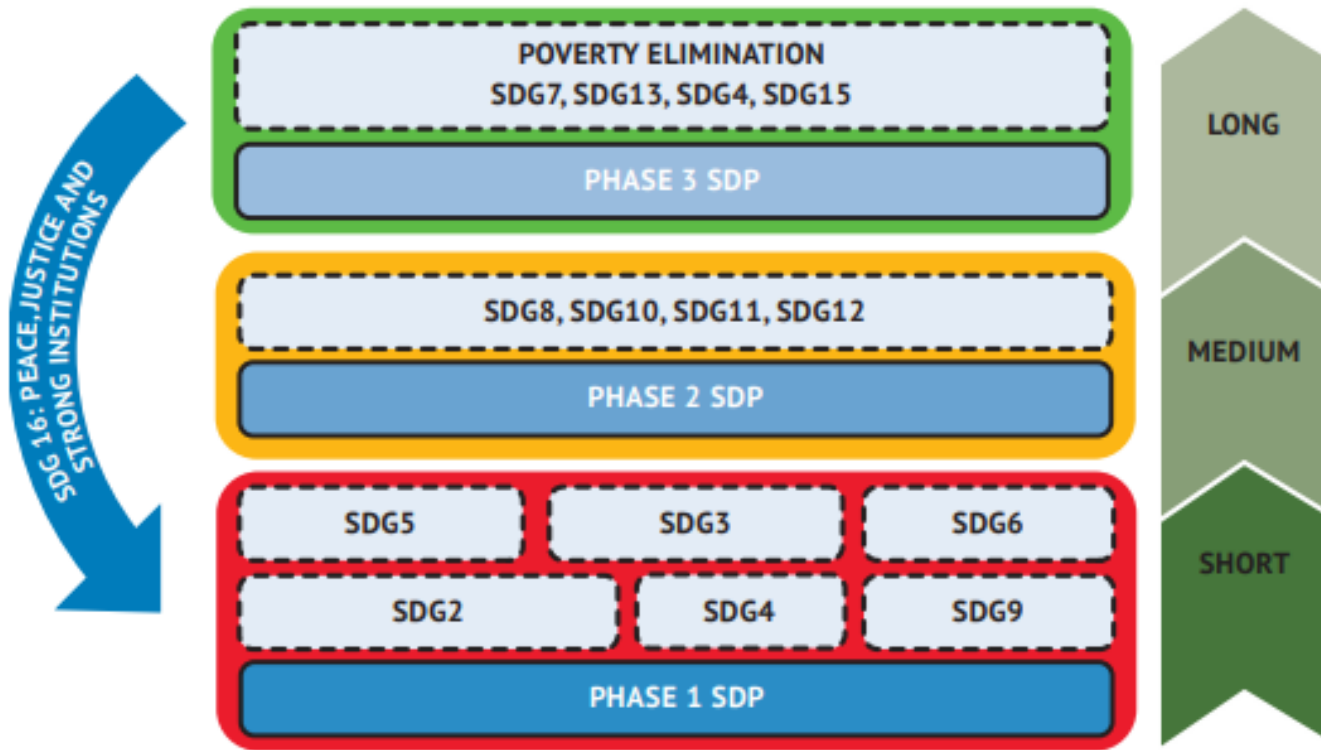 POVERTY ELIMINATION
SDG7, SDG13, SDG4, SDG15
PHASE 3 SDP
LONG
SDG 16: PEACE, JUSTICE AND
STRONG INSTITUTIONS
SDG8, SDG10, SDG11, SDG12
PHASE 2 SDP
MEDIUM
SDG5
SDG3
SDG6
SDG2
SDG4
SDG9
PHASE 1 SDP
SHORT